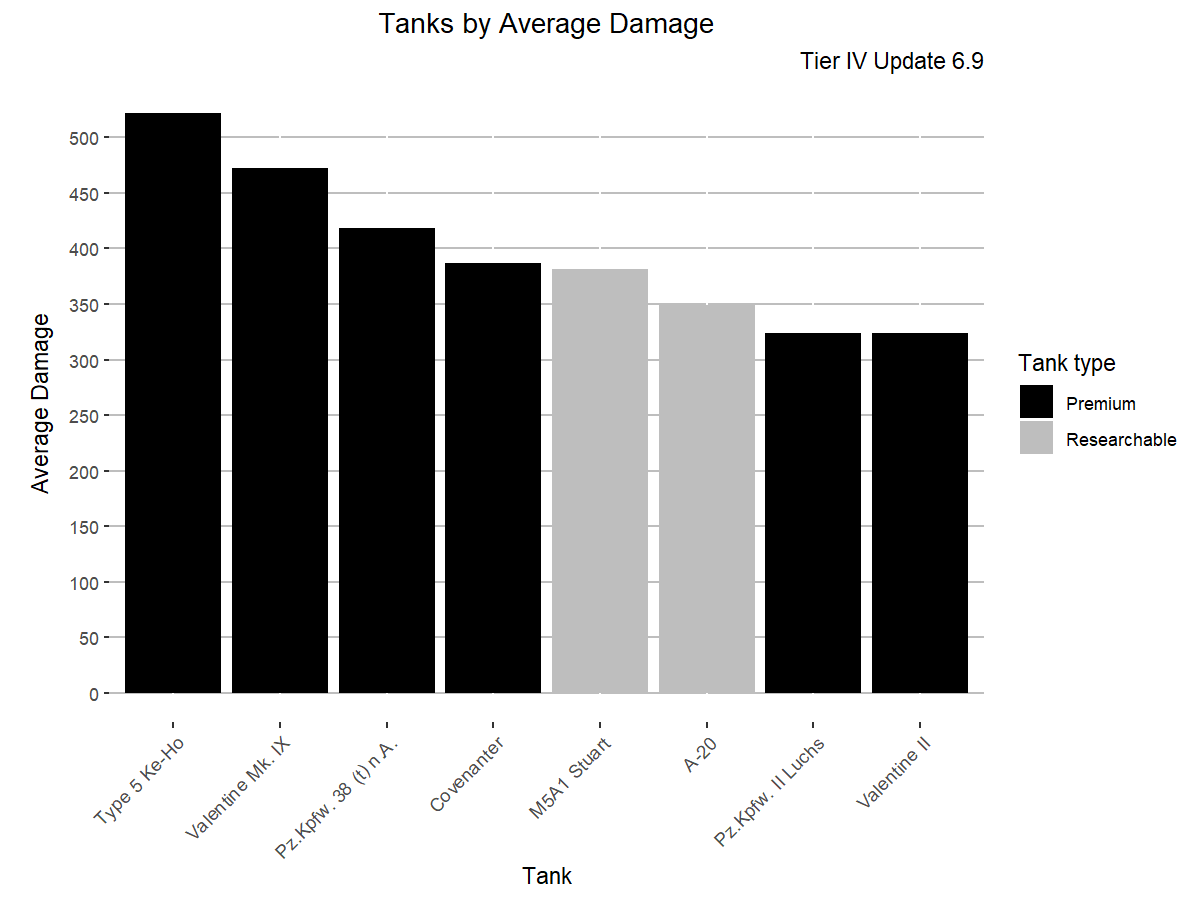 Tanks by Average Damage
Tier IV Update 6.9
Average Damage
500
450
400
350
300
250
200
150
100
50
0
Type 5 Ke-Ho
Valentine Mk. IX
Pz.Kpfw. 38 (t) n.A.
Covenanter
M5A1 Stuart
A-20
Pz.Kpfw. II Luchs
Valentine II
Tank
Tank type
Premium
Researchable